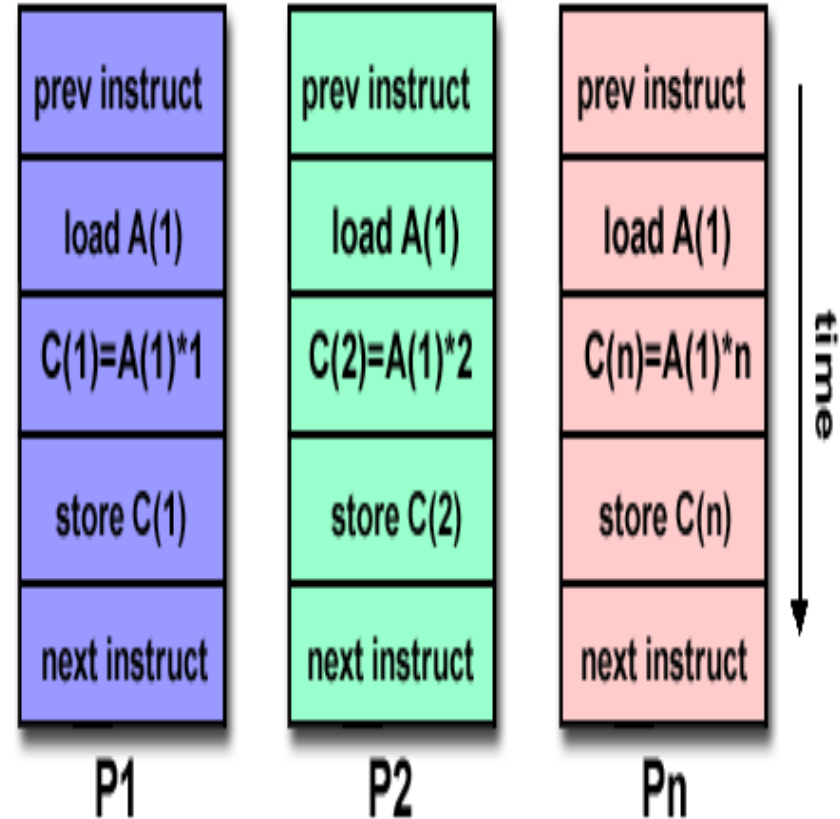 prev instruct
load A(1)
C(1)=A(1)*1
store C(1)
next instruct
P1
prev instruct
load A(1)
C(2)=A(1)*2
store C(2)
next instruct
P2
prev instruct
load A(1)
C(n)=A(1)*n
store C(n)
next instruct
Pn
time